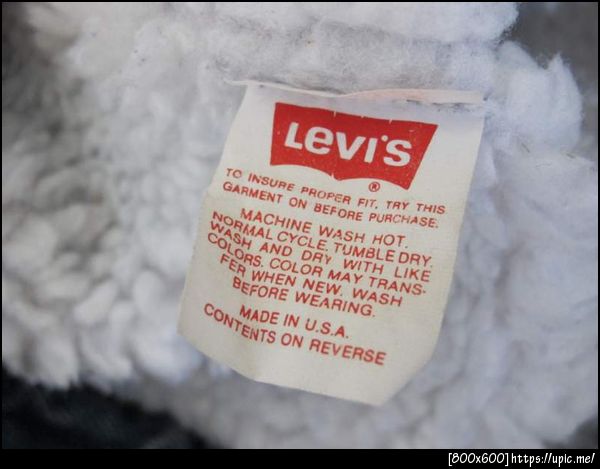 Levi's
®
TO INSURE PROPER FIT, TRY THIS
GARMENT ON BEFORE PURCHASE.
MACHINE WASH HOT.
NORMAL CYCLE. TUMBLE DRY.
WASH AND DRY WITH LIKE
COLORS. COLOR MAY TRANS-
FER WHEN NEW. WASH
BEFORE WEARING.
MADE IN U.S.A.
CONTENTS ON REVERSE
[800x600]https://upic.me/